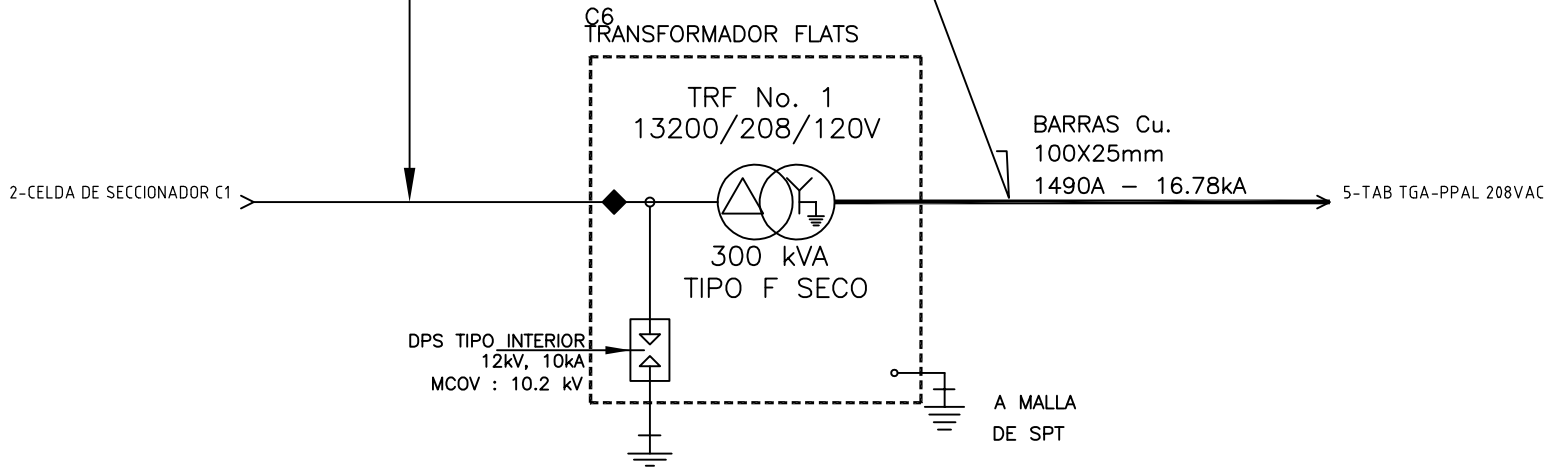 C6
TRANSFORMADOR FLATS
TRF No. 1
13200/208/120V
BARRAS Cu.
100X25mm
1490A - 16.78kA
2-CELDA DE SECCIONADOR C1
5-TAB TGA-PPAL 208VAC
300 kVA
TIPO F SECO
DPS TIPO INTERIOR
12kV, 10kA
MCOV : 10.2 kV
A MALLA
DE SPT